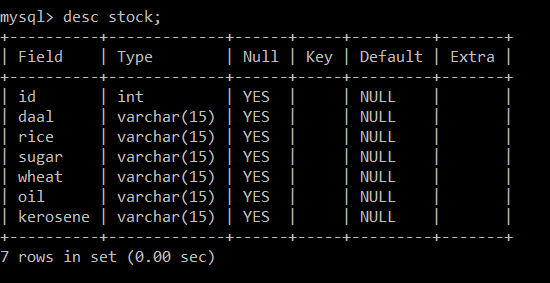 mysql> desc stock;
+----------+-------------+------+-----+---------+-------+
| Field    | Type        | Null | Key | Default | Extra |
+----------+-------------+------+-----+---------+-------+
| id       | int         | YES  |     | NULL    |       |
| daal     | varchar(15) | YES  |     | NULL    |       |
| rice     | varchar(15) | YES  |     | NULL    |       |
| sugar    | varchar(15) | YES  |     | NULL    |       |
| wheat    | varchar(15) | YES  |     | NULL    |       |
| oil      | varchar(15) | YES  |     | NULL    |       |
| kerosene | varchar(15) | YES  |     | NULL    |       |
+----------+-------------+------+-----+---------+-------+
7 rows in set (0.00 sec)